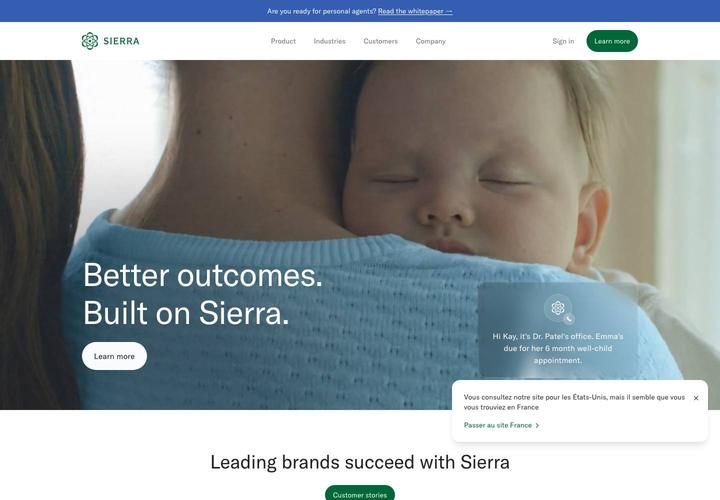 Are you ready for personal agents? Read the whitepaper →
SIERRA
Product
Industries
Customers
Company
Sign in
Learn more
Better outcomes.
Built on Sierra.
Learn more
Hi Kay, it's Dr. Patel's office. Emma's
due for her 6 month well-child
appointment.
Vous consultez notre site pour les États-Unis, mais il semble que vous
vous trouviez en France
Passer au site France
Leading brands succeed with Sierra
Customer stories